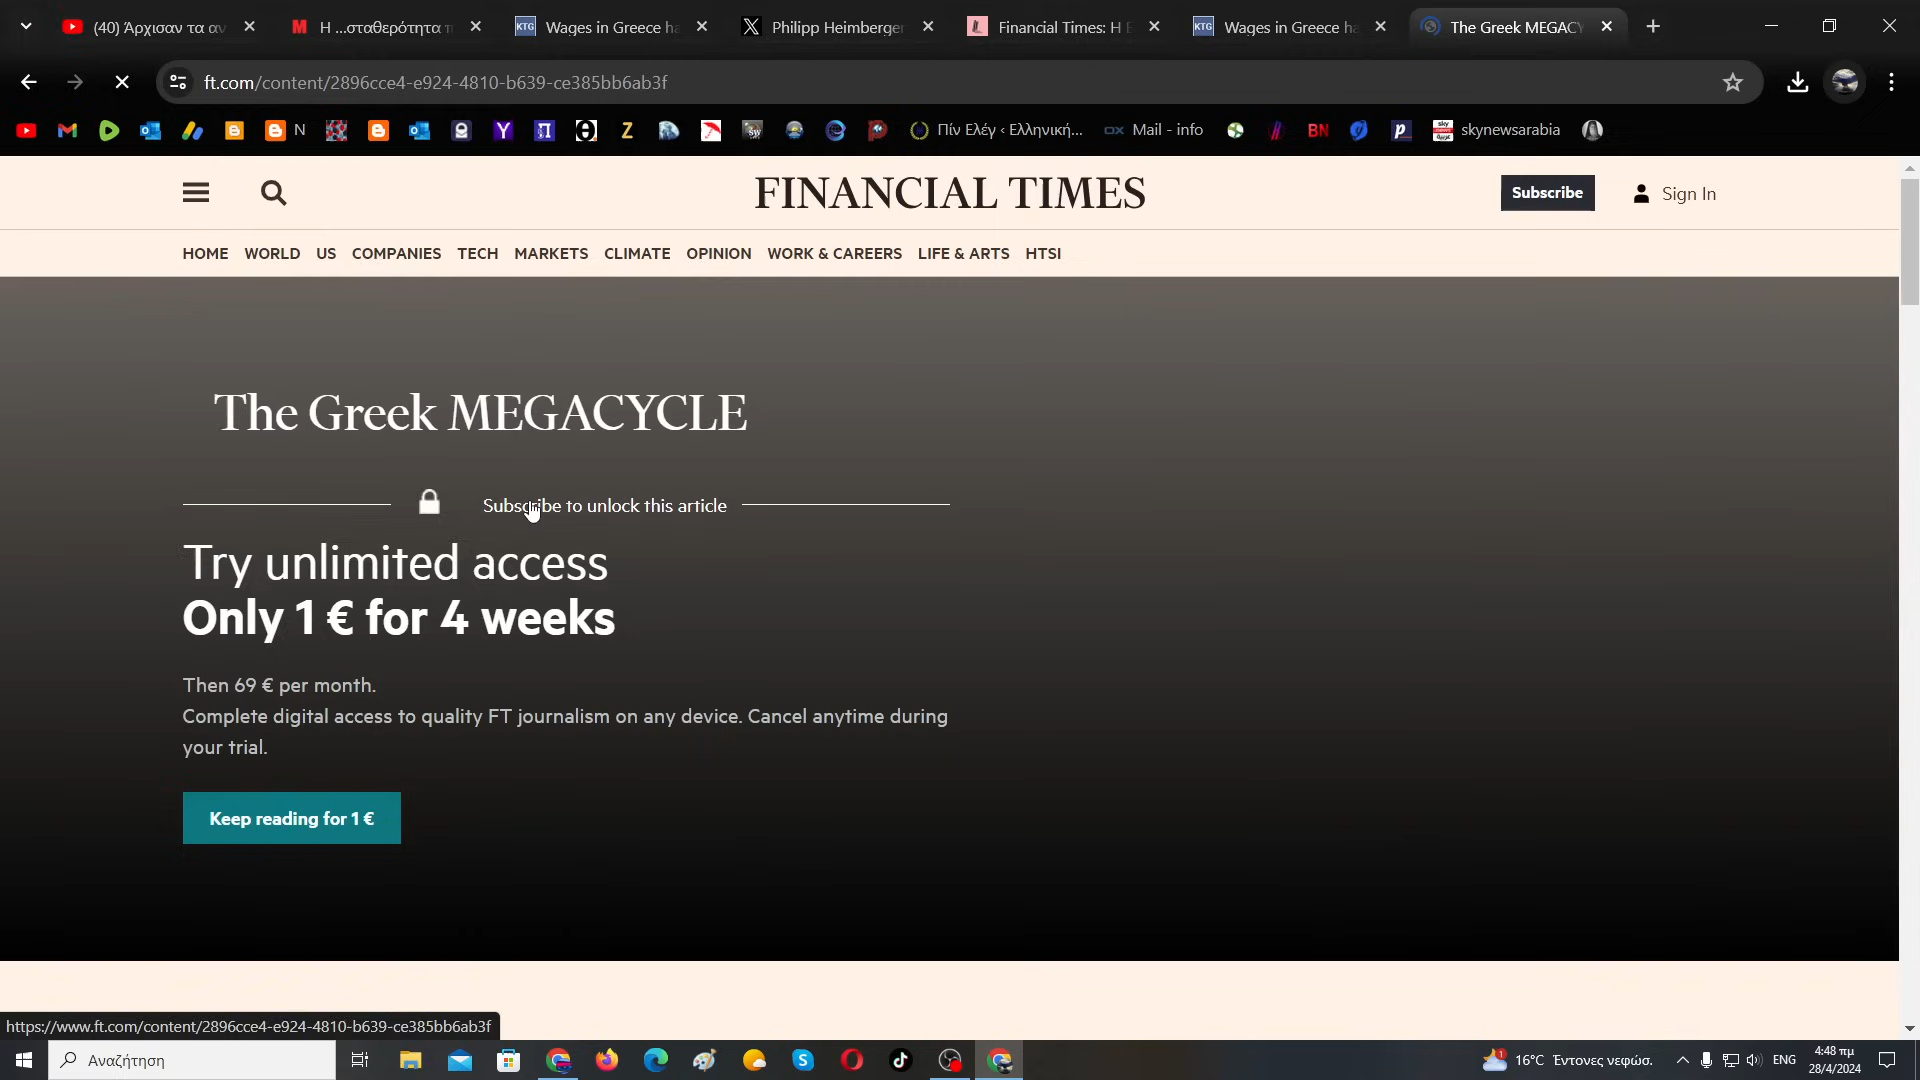 (40) Άρχισαν τα αν
Η ...σταθερότητα π
KTG Wages in Greece ha
Philipp Heimberger
Financial Times: Η Ε
KTG Wages in Greece ha
The Greek MEGACY
ft.com/content/2896cce4-e924-4810-b639-ce385bb6ab3f
N
Πίν Ελέγ ‹ Ελληνική...
Mail - info
BN
skynewsarabia
FINANCIAL TIMES
Subscribe
Sign In
HOME WORLD US COMPANIES TECH MARKETS CLIMATE OPINION WORK & CAREERS LIFE & ARTS HTSI
The Greek MEGACYCLE
Subscribe to unlock this article
Try unlimited access
Only 1 € for 4 weeks
Then 69 € per month.
Complete digital access to quality FT journalism on any device. Cancel anytime during
your trial.
Keep reading for 1 €
https://www.ft.com/content/2896cce4-e924-4810-b639-ce385bb6ab3f
Αναζήτηση
16°C Έντονες νεφώσ.
ENG
4:48 πμ
28/4/2024